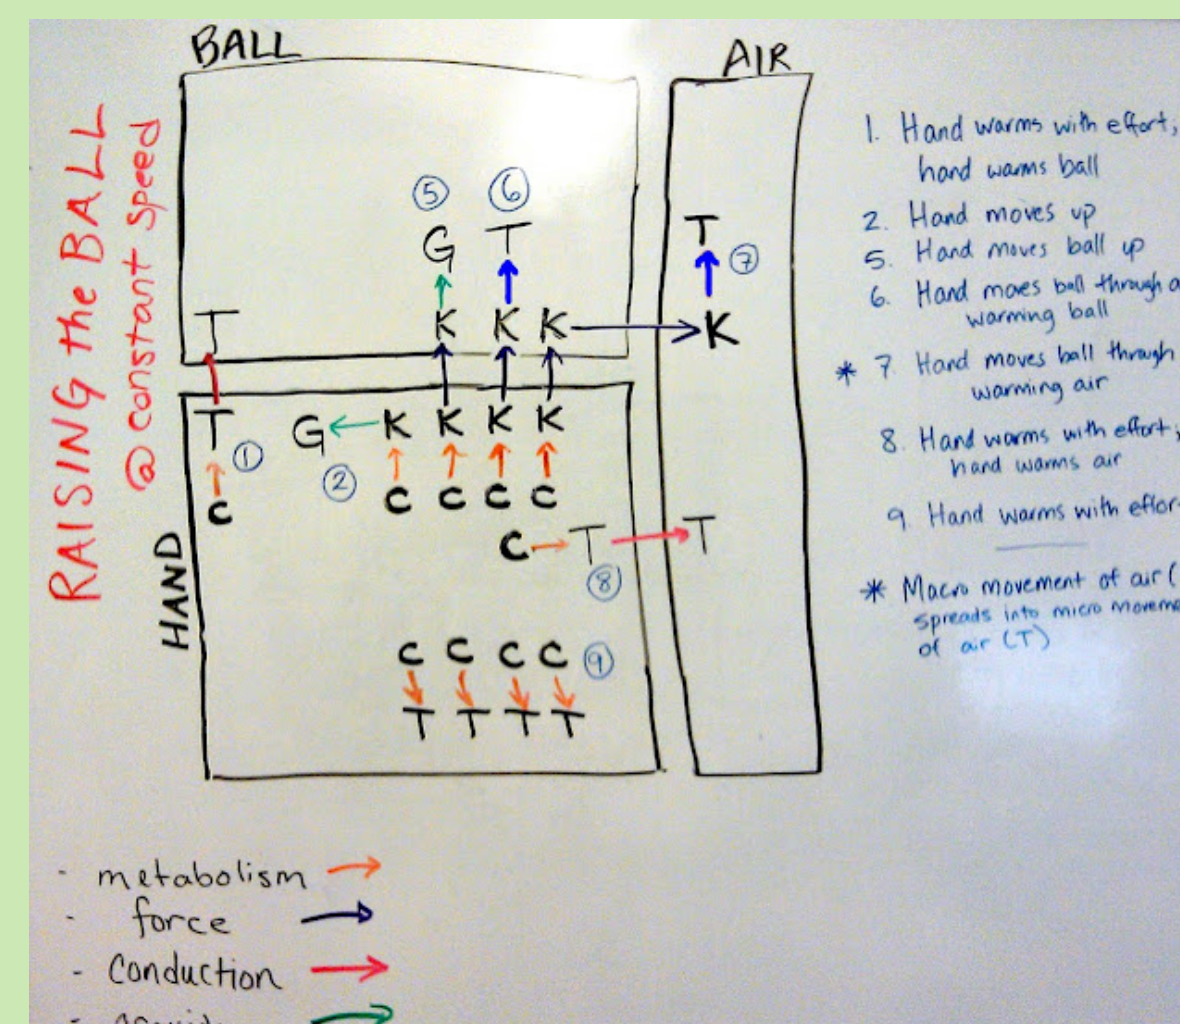 BALL
AIR
RAISING the BALL
@ constant speed
⑤ ⑥
G T
T
⑦
T K K K K
T G K K K K
① ②
C C C C C
C T T
⑧
HAND
C C C C ⑨
T T T T
1. Hand warms with effort;
hand warms ball
2. Hand moves up
5. Hand moves ball up
6. Hand moves ball through
warming ball
* 7 Hand moves ball through
warming air
8. Hand warms with effort;
hand warms air
9. Hand warms with
* Macro movement of air (
spreads into micro
of air (T)
- metabolism
- force
- Conduction
-